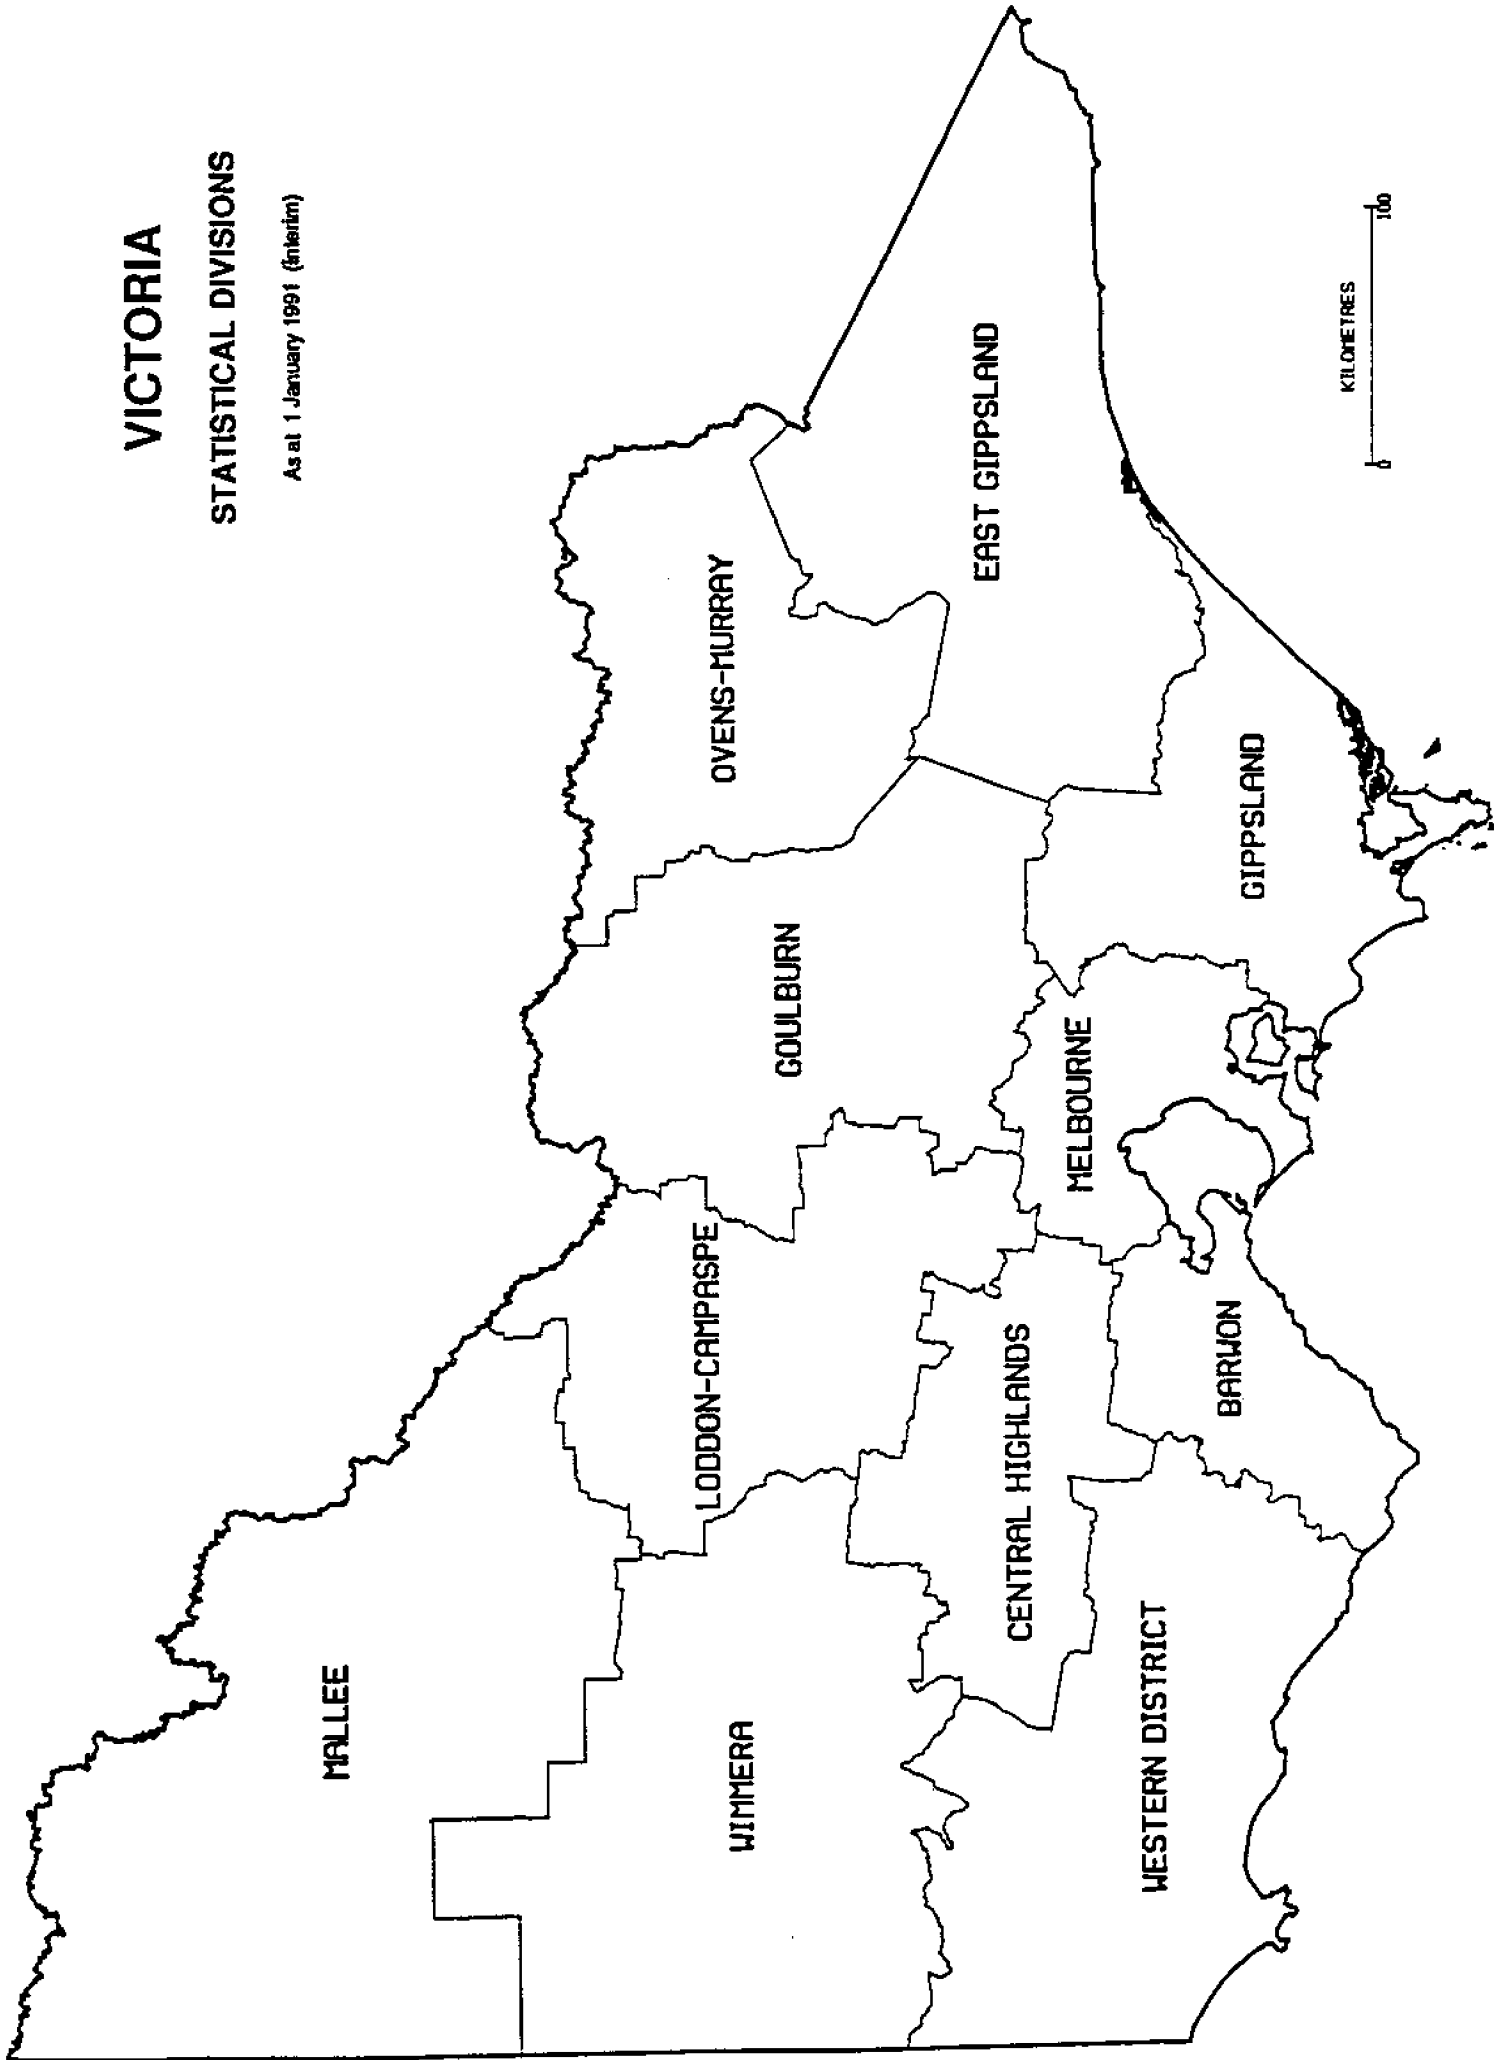 VICTORIA
STATISTICAL DIVISIONS
As at 1 January 1991 (Interim)
MALLEE
WIMMERA
LODDON-CAMPASPE
GOULBURN
OVENS-MURRAY
EAST GIPPSLAND
CENTRAL HIGHLANDS
MELBOURNE
WESTERN DISTRICT
BARWON
GIPPSLAND
KILOMETRES
0 100